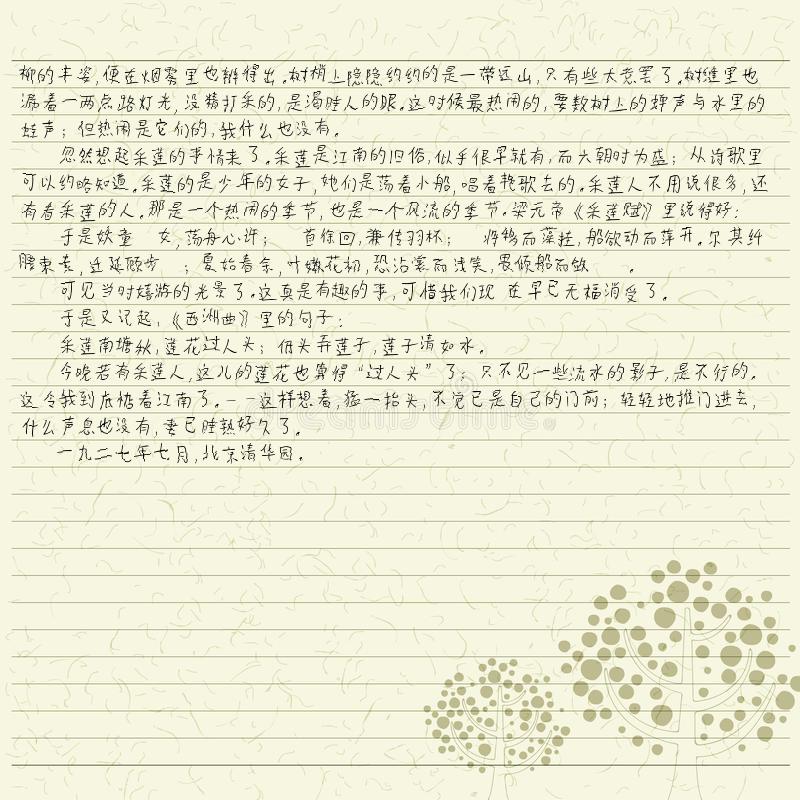 柳的丰姿,便在烟雾里也辨得出。树梢上隐隐约约的是一带远山,只有些大意罢了。树缝里也
漏着一两点路灯光,没精打采的,是渴睡人的眼。这时候最热闹的,要数树上的蝉声与水里的
蛙声;但热闹是它们的,我什么也没有。
忽然想起采莲的事情来了。采莲是江南的旧俗,似乎很早就有,而六朝时为盛;从诗歌里
可以约略知道。采莲的是少年的女子,她们是荡着小船,唱着艳歌去的。采莲人不用说很多,还
有看采莲的人。那是一个热闹的季节,也是一个风流的季节。梁元帝《采莲赋》里说得好:
于是妖童 女,荡舟心许; 首徐回,兼传羽杯; 将移而藻挂,船欲动而萍开。尔其纤
腰束素,迁延顾步 ;夏始春余,叶嫩花初,恐沾裳而浅笑,畏倾船而敛 。
可见当时嬉游的光景了。这真是有趣的事,可惜我们现 在早已无福消受了。
于是又记起,《西洲曲》里的句子:
采莲南塘秋,莲花过人头;低头弄莲子,莲子清如水。
今晚若有采莲人,这儿的莲花也算得“过人头”了;只不见一些流水的影子,是不行的。
这令我到底惦着江南了。--这样想着,猛一抬头,不觉已是自己的门前;轻轻地推门进去,
什么声息也没有,妻已睡熟好久了。
一九二七年七月,北京清华园。
dreamstime